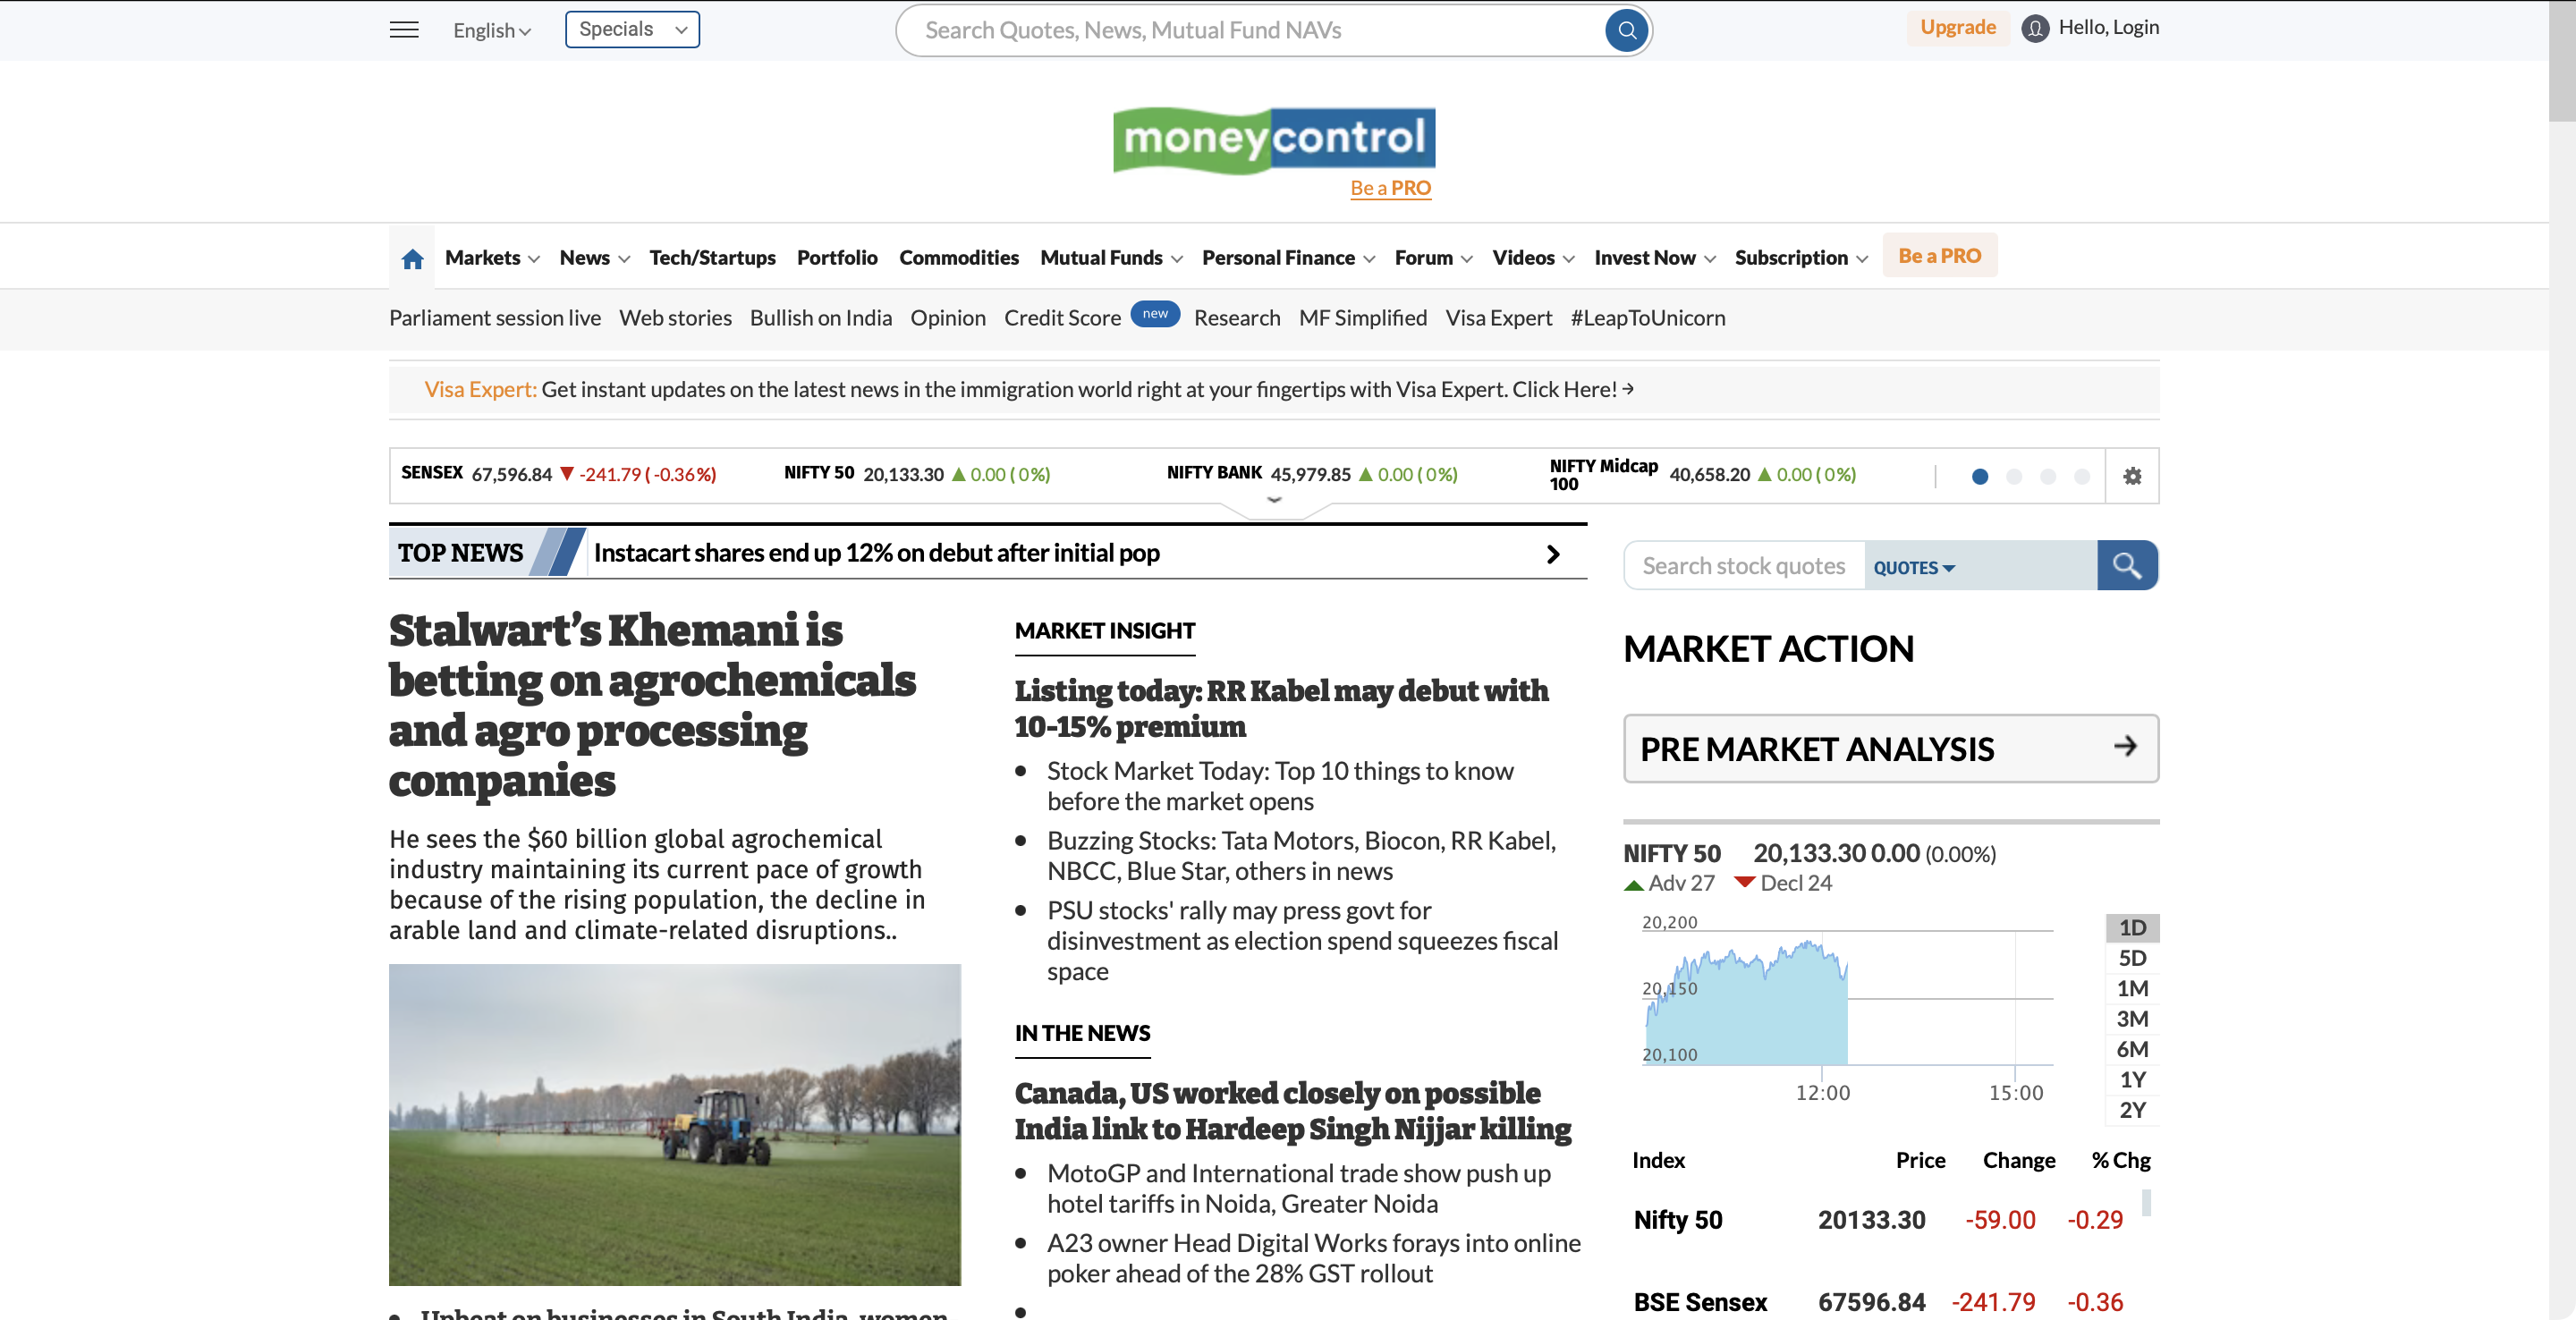 English
Specials
Search Quotes, News, Mutual Fund NAVs
Upgrade
Hello, Login
moneycontrol
Be a PRO
Markets
News
Tech/Startups
Portfolio
Commodities
Mutual Funds
Personal Finance
Forum
Videos
Invest Now
Subscription
Be a PRO
Parliament session live
Web stories
Bullish on India
Opinion
Credit Score
new
Research
MF Simplified
Visa Expert
#LeapToUnicorn
Visa Expert: Get instant updates on the latest news in the immigration world right at your fingertips with Visa Expert. Click Here! →
SENSEX 67,596.84 ▼ -241.79 ( -0.36%)
NIFTY 50 20,133.30 ▲ 0.00 ( 0%)
NIFTY BANK 45,979.85 ▲ 0.00 ( 0%)
NIFTY Midcap
100
40,658.20 ▲ 0.00 ( 0%)
TOP NEWS
Instacart shares end up 12% on debut after initial pop
Stalwart’s Khemani is
betting on agrochemicals
and agro processing
companies
He sees the $60 billion global agrochemical
industry maintaining its current pace of growth
because of the rising population, the decline in
arable land and climate-related disruptions..
Upbeat on businesses in South India, women-
MARKET INSIGHT
Listing today: RR Kabel may debut with
10-15% premium
Stock Market Today: Top 10 things to know
before the market opens
Buzzing Stocks: Tata Motors, Biocon, RR Kabel,
NBCC, Blue Star, others in news
PSU stocks' rally may press govt for
disinvestment as election spend squeezes fiscal
space
IN THE NEWS
Canada, US worked closely on possible
India link to Hardeep Singh Nijjar killing
MotoGP and International trade show push up
hotel tariffs in Noida, Greater Noida
A23 owner Head Digital Works forays into online
poker ahead of the 28% GST rollout
Search stock quotes
QUOTES
MARKET ACTION
PRE MARKET ANALYSIS →
NIFTY 50 20,133.30 0.00 (0.00%)
▲ Adv 27 ▼ Decl 24
20,200
20,150
20,100
12:00
15:00
1D
5D
1M
3M
6M
1Y
2Y
Index Price Change % Chg
Nifty 50 20133.30 -59.00 -0.29
BSE Sensex 67596.84 -241.79 -0.36